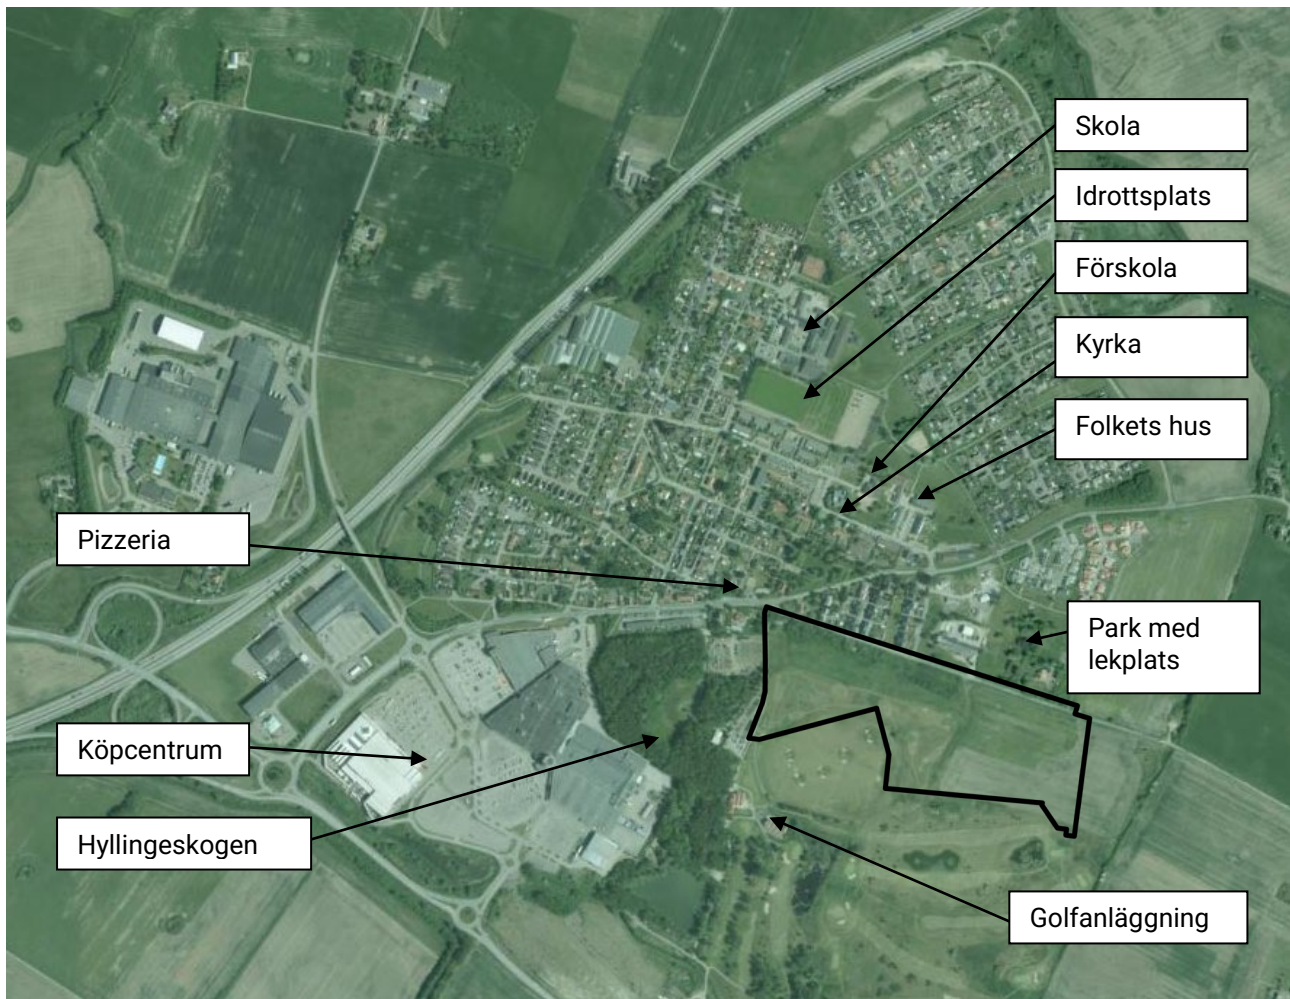 Skola
Idrottsplats
Förskola
Kyrka
Folkets hus
Pizzeria
Park med
lekplats
Köpcentrum
Hyllingeskogen
Golfanläggning